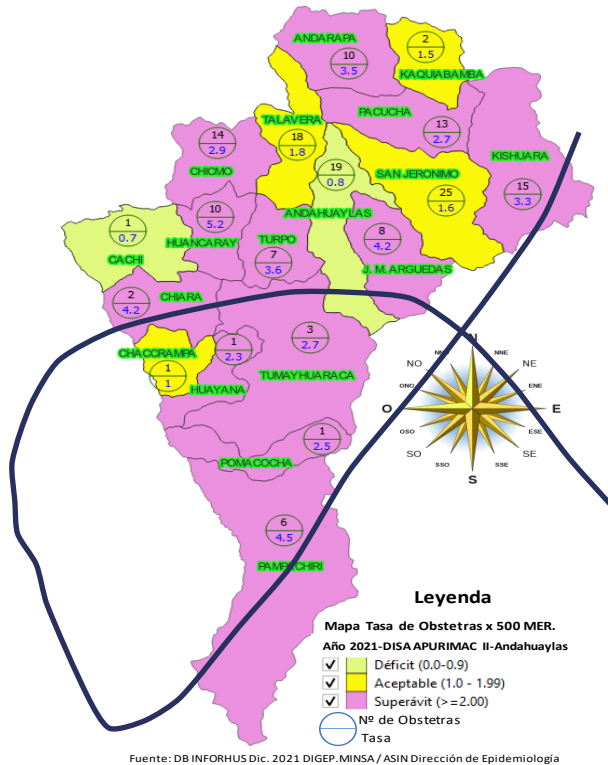 ANDARAPA
10
3.5
2
1.5
KAQUIABAMBA
PACUCHA
13
2.7
TALAVERA
18
1.8
14
2.9
CHICMO
KISHUARA
15
3.3
19
0.8
SAN JERONIMO
25
1.6
ANDAHUAYLAS
10
5.2
HUANCARAY
1
0.7
CACHI
TURPO
7
3.6
8
4.2
J. M. ARGUEDAS
CHIARA
2
4.2
CHACCRAMPA
1
1
1
2.3
HUAYANA
3
2.7
TUMAYHUARACA
1
2.5
POMACOCHA
6
4.5
N
NNE
NO
NE
ONO
ENE
O
E
OSO
ESE
SO
SE
SSO
SSE
S
Leyenda
Mapa Tasa de Obstetras x 500 MER.
Año 2021-DISA APURIMAC II-Andahuaylas
Déficit (0.0-0.9)
Aceptable (1.0 - 1.99)
Superávit (>=2.00)
Nº de Obstetras
Tasa
Fuente: DB INFORHUS Dic. 2021 DIGEP.MINSA / ASIN Dirección de Epidemiología